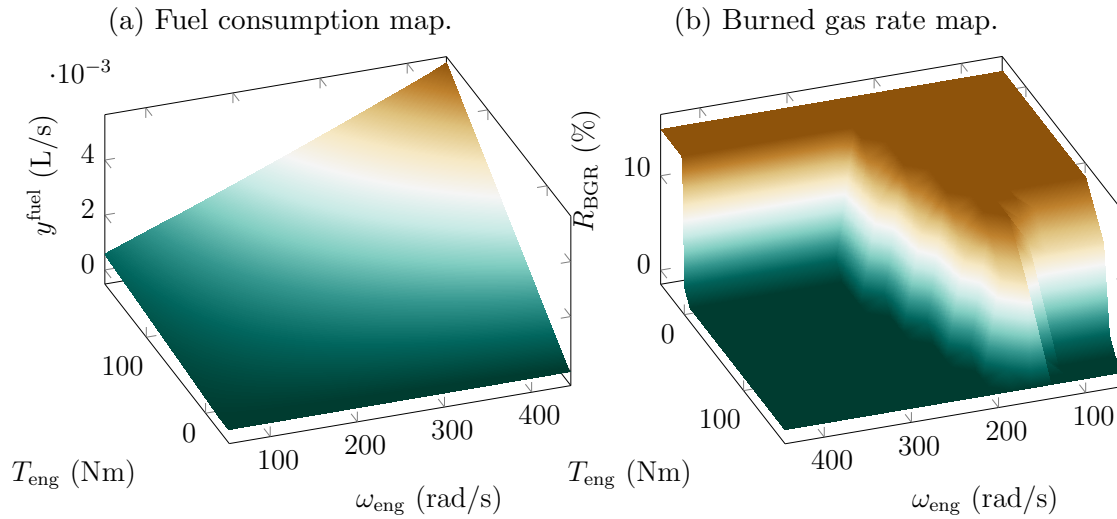 (a) Fuel consumption map.
·10⁻³
4
2
0
y^fuel (L/s)
100
0
T_eng (Nm)
100
200
300
400
ω_eng (rad/s)
(b) Burned gas rate map.
10
0
R_BGR (%)
0
100
T_eng (Nm)
400
300
200
100
ω_eng (rad/s)